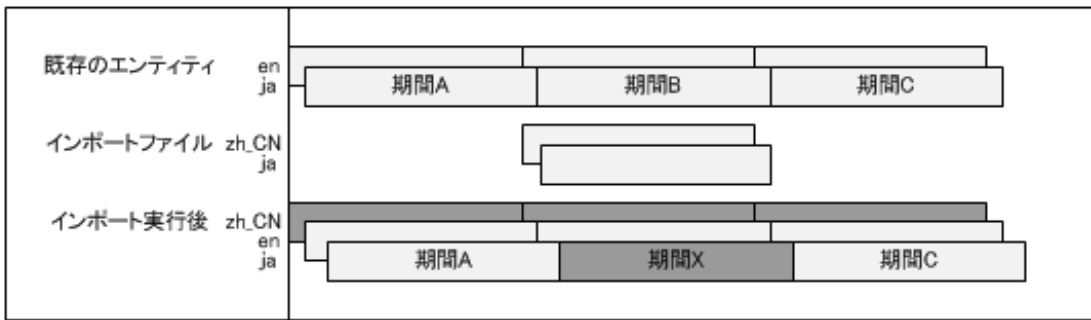 既存のエンティティ en
ja 期間A 期間B 期間C
インポートファイル zh_CN
ja
インポート実行後 zh_CN
en
ja 期間A 期間X 期間C